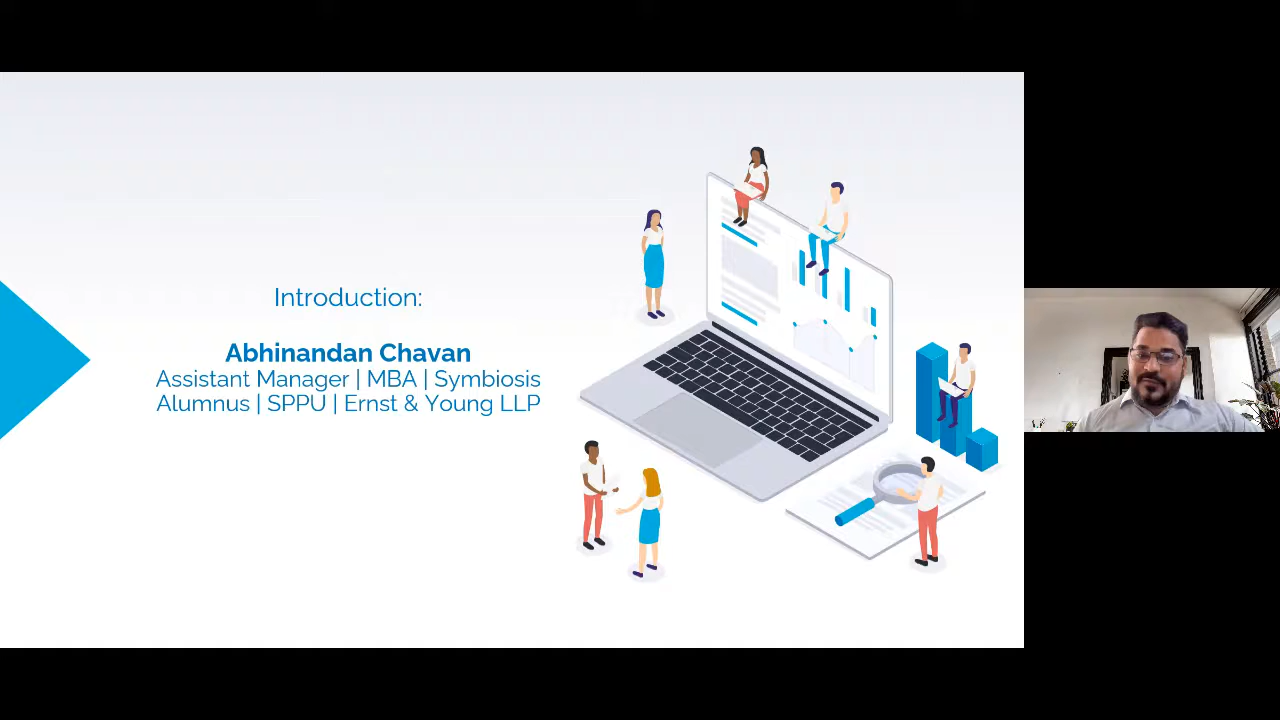 Introduction:
Abhinandan Chavan
Assistant Manager | MBA | Symbiosis
Alumnus | SPPU | Ernst & Young LLP